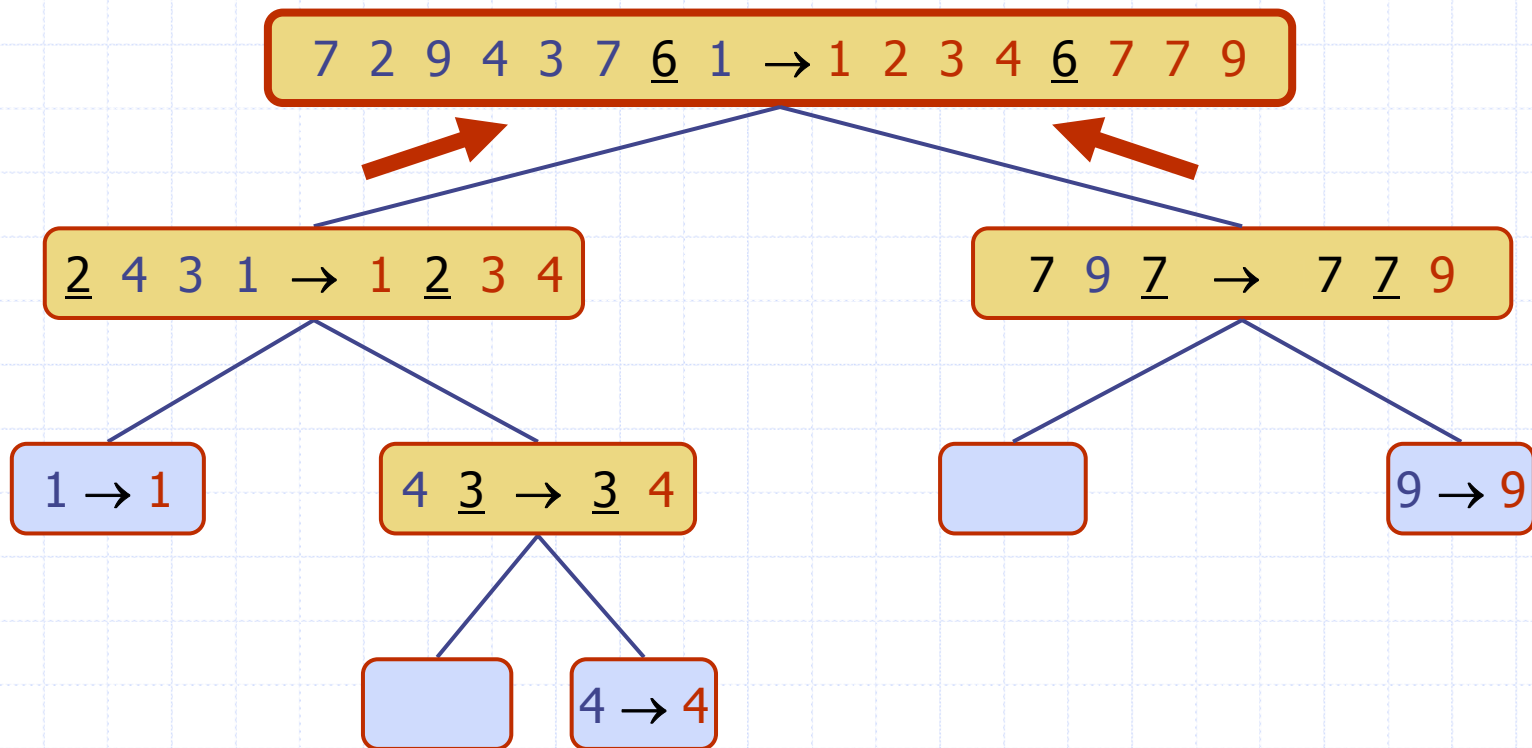 7 2 9 4 3 7 6 1 → 1 2 3 4 6 7 7 9
2 4 3 1 → 1 2 3 4
7 9 7 → 7 7 9
1 → 1
4 3 → 3 4
9 → 9
4 → 4